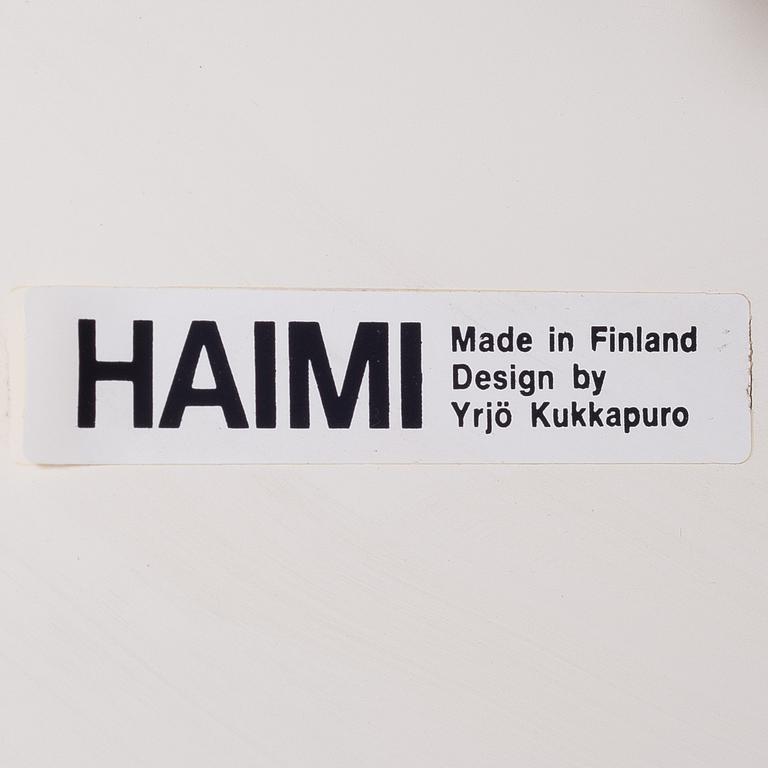 HAIMI
Made in Finland
Design by
Yrjö Kukkapuro